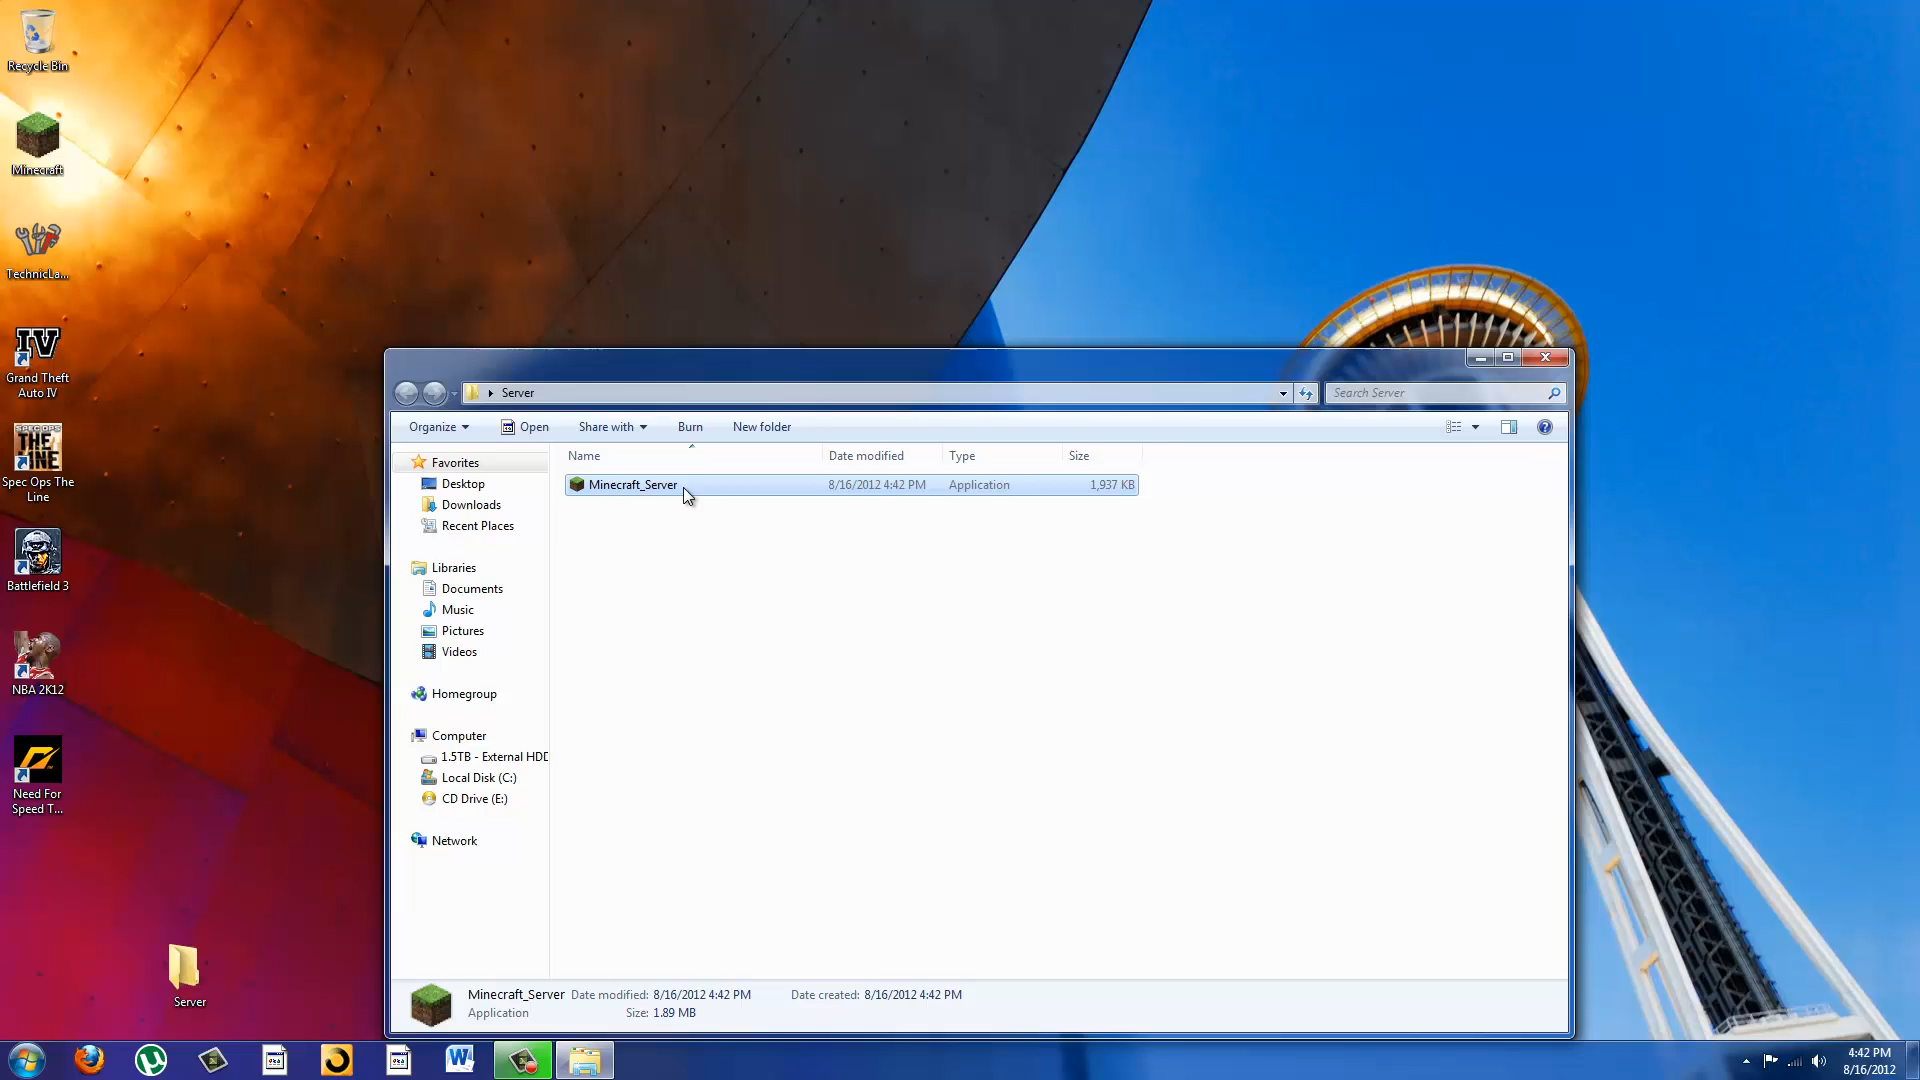 Recycle Bin
Minecraft
TechnicLa...
Grand Theft
Auto IV
SPEC OPS
THE
LINE
Spec Ops The
Line
Battlefield 3
NBA 2K12
Need For
Speed T...
Server
Server
Search Server
Organize
Open
Share with
Burn
New folder
Name
Date modified
Type
Size
Minecraft_Server
8/16/2012 4:42 PM
Application
1,937 KB
Favorites
Desktop
Downloads
Recent Places
Libraries
Documents
Music
Pictures
Videos
Homegroup
Computer
1.5TB - External HDD
Local Disk (C:)
CD Drive (E:)
Network
Minecraft_Server Date modified: 8/16/2012 4:42 PM Date created: 8/16/2012 4:42 PM
Application Size: 1.89 MB
4:42 PM
8/16/2012